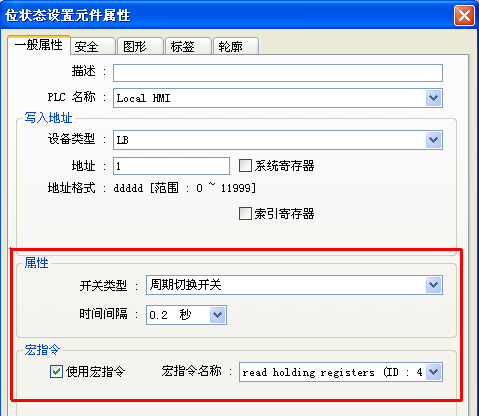 位状态设置元件属性
一般属性 安全 图形 标签 轮廓
描述 :
PLC 名称 : Local HMI
写入地址
设备类型 : LB
地址 : 1 系统寄存器
地址格式 : ddddd [范围 : 0 ~ 11999]
索引寄存器
属性
开关类型 : 周期切换开关
时间间隔 : 0.2 秒
宏指令
使用宏指令 宏指令名称 : read holding registers (ID : 4